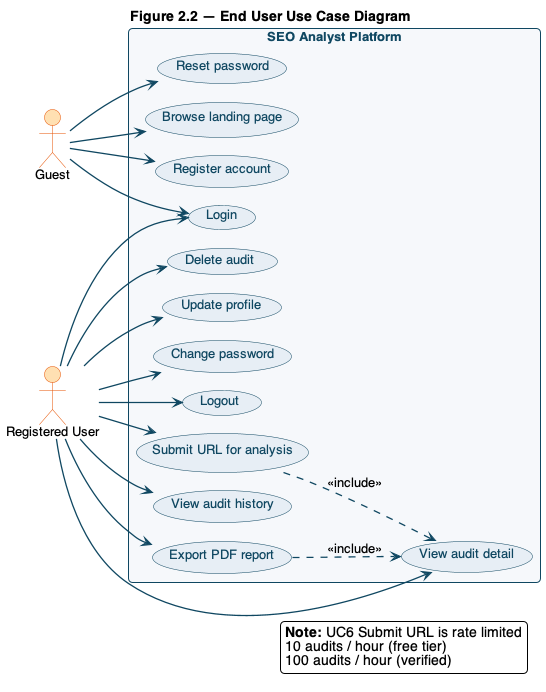 Figure 2.2 — End User Use Case Diagram
SEO Analyst Platform
Reset password
Browse landing page
Guest
Register account
Login
Delete audit
Update profile
Change password
Logout
Registered User
Submit URL for analysis
«include»
View audit history
Export PDF report
«include»
View audit detail
Note: UC6 Submit URL is rate limited
10 audits / hour (free tier)
100 audits / hour (verified)